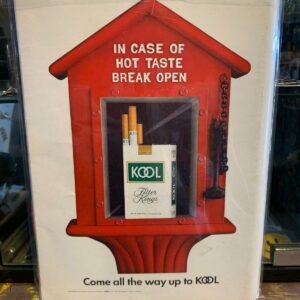 IN CASE OF
HOT TASTE
BREAK OPEN
KOOL
Filter
Kings
Come all the way up to KOOL